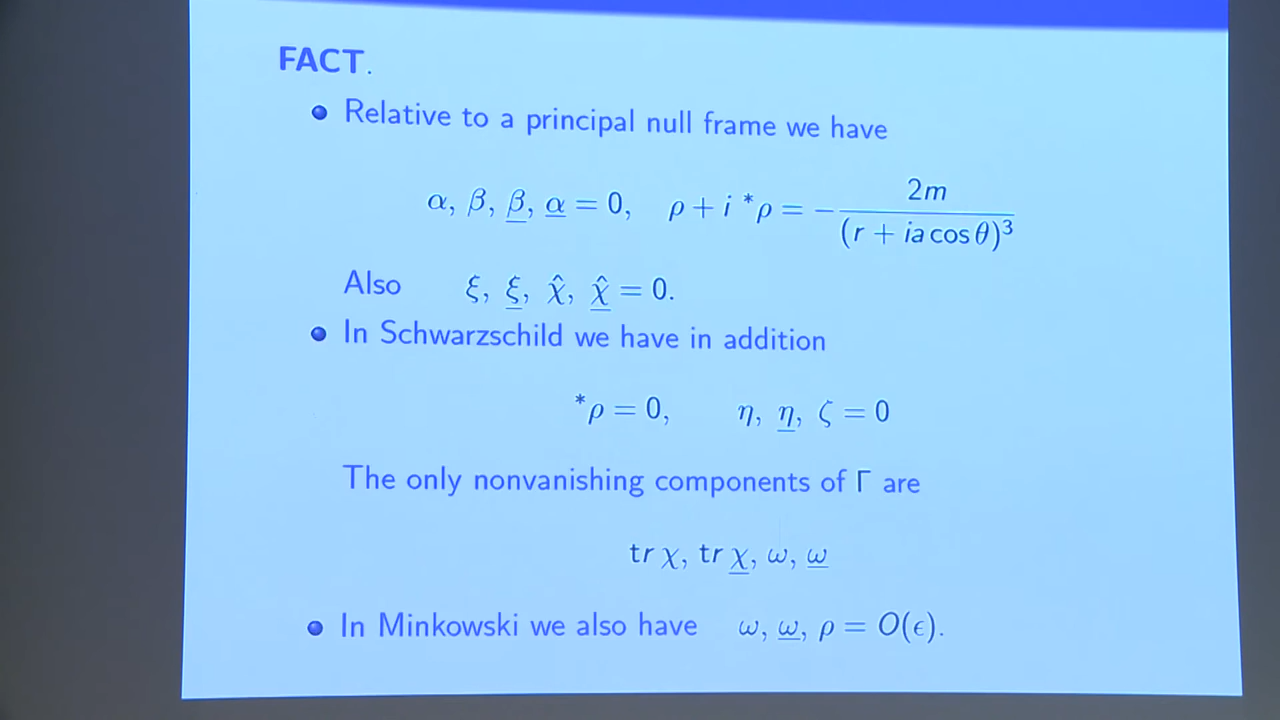 FACT.
Relative to a principal null frame we have
α, β, β̲, α̲ = 0, ρ + i *ρ = − 2m / (r + ia cos θ)³
Also ξ, ξ̲, χ̂, χ̲̂ = 0.
In Schwarzschild we have in addition
*ρ = 0, η, η̲, ζ = 0
The only nonvanishing components of Γ are
tr χ, tr χ̲, ω, ω̲
In Minkowski we also have ω, ω̲, ρ = O(ϵ).